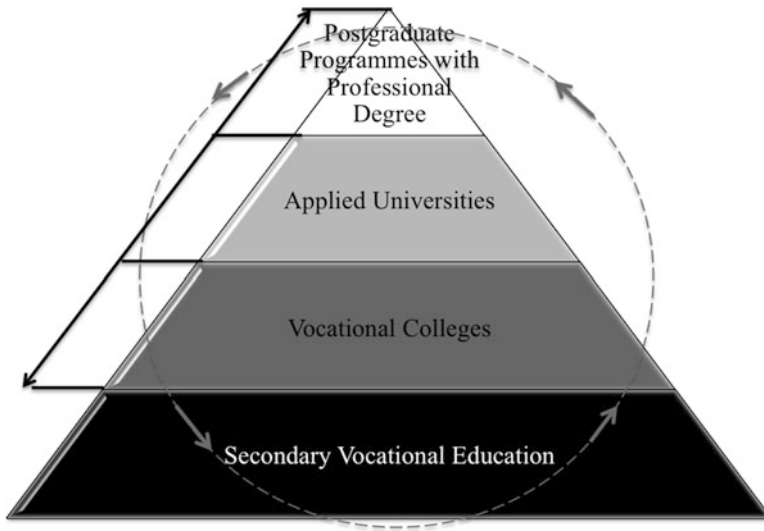 Postgraduate
Programmes with
Professional
Degree
Applied Universities
Vocational Colleges
Secondary Vocational Education